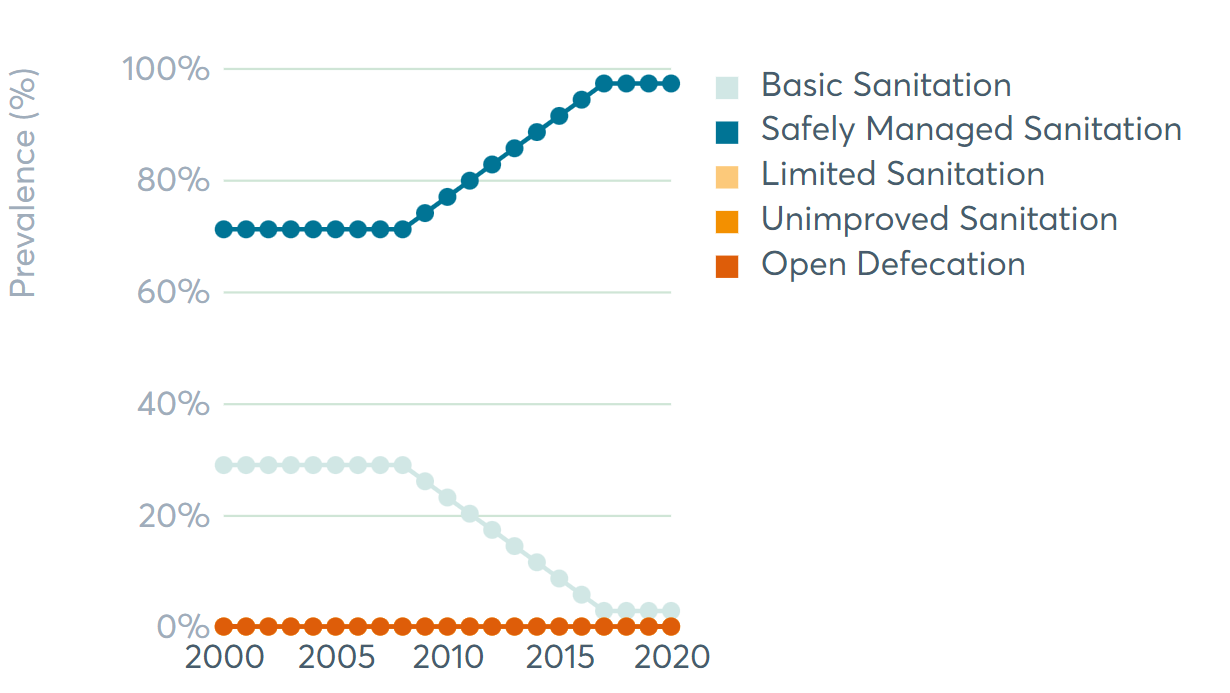 Prevalence (%)
100%
80%
60%
40%
20%
0%
2000 2005 2010 2015 2020
Basic Sanitation
Safely Managed Sanitation
Limited Sanitation
Unimproved Sanitation
Open Defecation